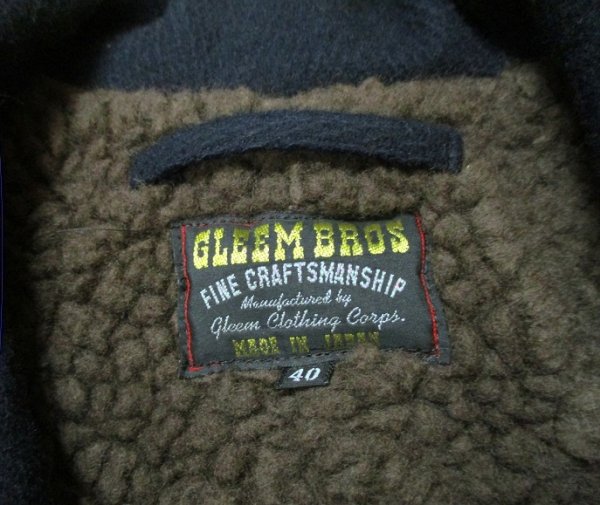 GLEEM BROS
FINE CRAFTSMANSHIP
Manufactured by
Gleem Clothing Corps.
MADE IN JAPAN
40